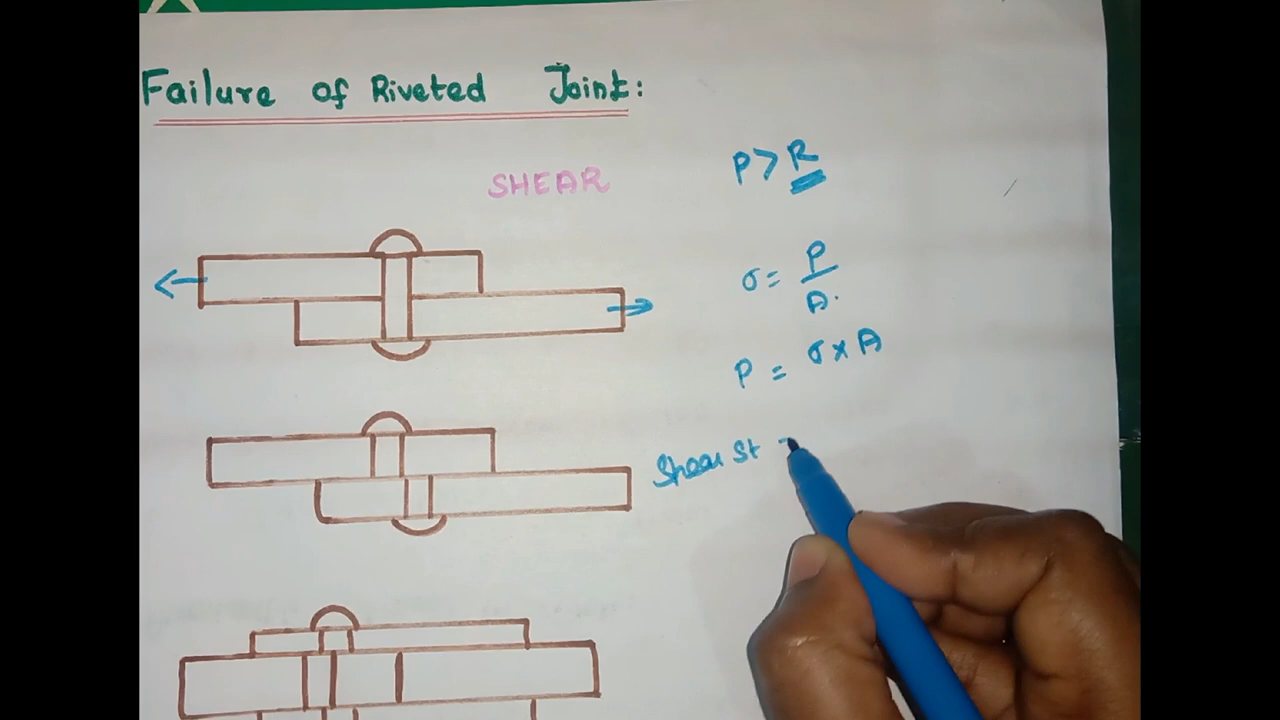 Failure of Riveted Joint:
SHEAR
P > R
σ = P/A.
P = σ × A
Shear St